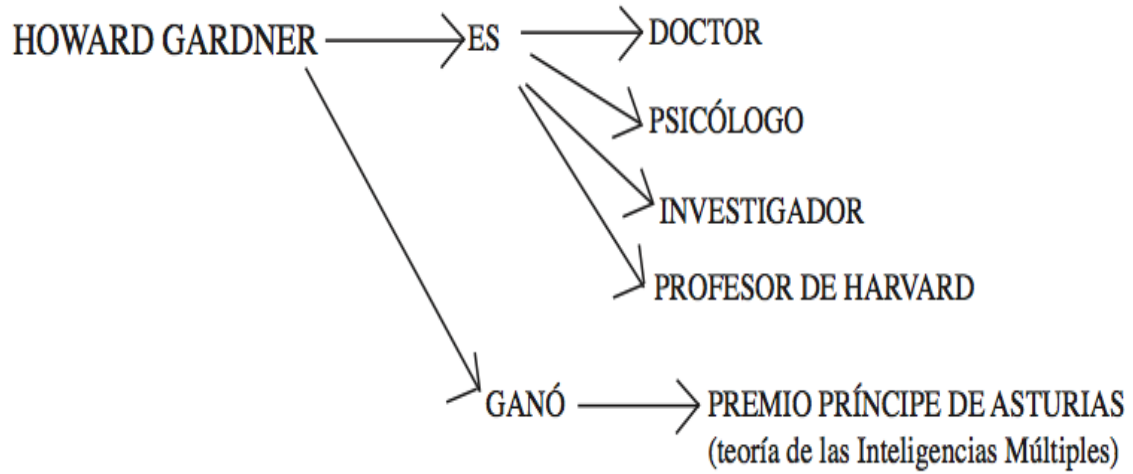 HOWARD GARDNER ES DOCTOR
PSICÓLOGO
INVESTIGADOR
PROFESOR DE HARVARD
GANÓ PREMIO PRÍNCIPE DE ASTURIAS
(teoría de las Inteligencias Múltiples)